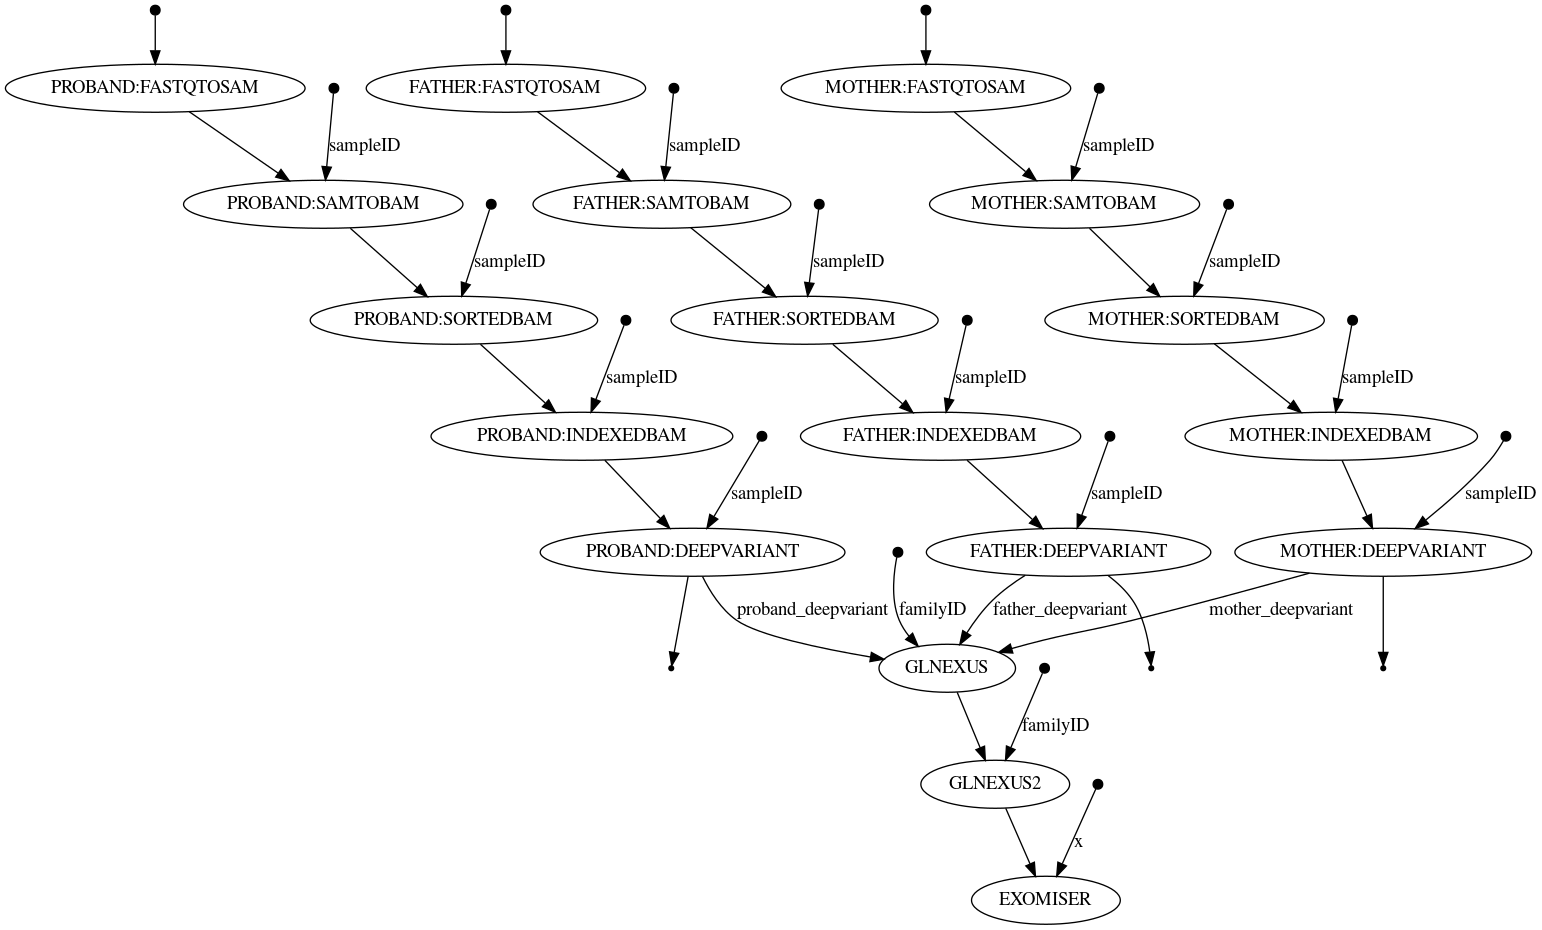 PROBAND:FASTQTOSAM
FATHER:FASTQTOSAM
MOTHER:FASTQTOSAM
sampleID
sampleID
sampleID
PROBAND:SAMTOBAM
FATHER:SAMTOBAM
MOTHER:SAMTOBAM
sampleID
sampleID
sampleID
PROBAND:SORTEDBAM
FATHER:SORTEDBAM
MOTHER:SORTEDBAM
sampleID
sampleID
sampleID
PROBAND:INDEXEDBAM
FATHER:INDEXEDBAM
MOTHER:INDEXEDBAM
sampleID
sampleID
sampleID
PROBAND:DEEPVARIANT
FATHER:DEEPVARIANT
MOTHER:DEEPVARIANT
proband_deepvariant
familyID
father_deepvariant
mother_deepvariant
GLNEXUS
familyID
GLNEXUS2
x
EXOMISER